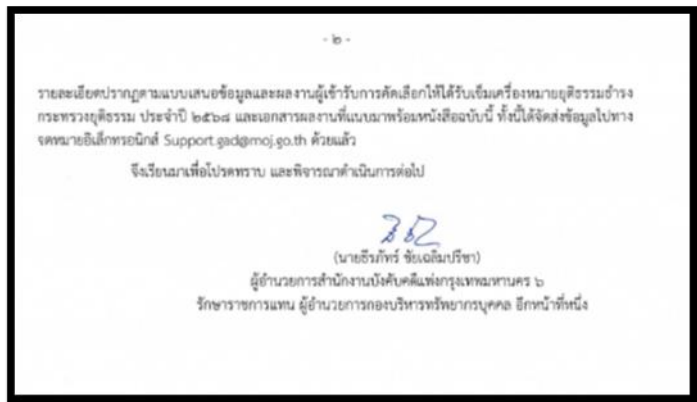 - ๒ -
รายละเอียดปรากฏตามแบบเสนอข้อมูลและผลงานผู้เข้ารับการคัดเลือกให้ได้รับเข็มเครื่องหมายยุติธรรมธำรง
กระทรวงยุติธรรม ประจำปี ๒๕๖๘ และเอกสารผลงานที่แนบมาพร้อมหนังสือฉบับนี้ ทั้งนี้ได้จัดส่งข้อมูลไปทาง
จดหมายอิเล็กทรอนิกส์ Support.gad@moj.go.th ด้วยแล้ว
จึงเรียนมาเพื่อโปรดทราบ และพิจารณาดำเนินการต่อไป
(นายธีรภัทร์ ชัยเฉลิมปรีชา)
ผู้อำนวยการสำนักงานบังคับคดีแพ่งกรุงเทพมหานคร ๖
รักษาราชการแทน ผู้อำนวยการกองบริหารทรัพยากรบุคคล อีกหน้าที่หนึ่ง